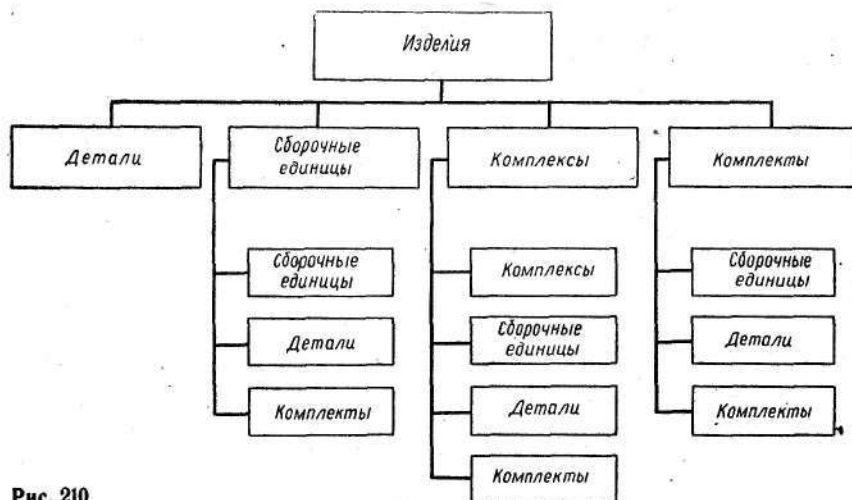 Изделия
Детали
Сборочные
единицы
Комплексы
Комплекты
Сборочные
единицы
Детали
Комплекты
Комплексы
Сборочные
единицы
Детали
Комплекты
Сборочные
единицы
Детали
Комплекты
Рис. 210